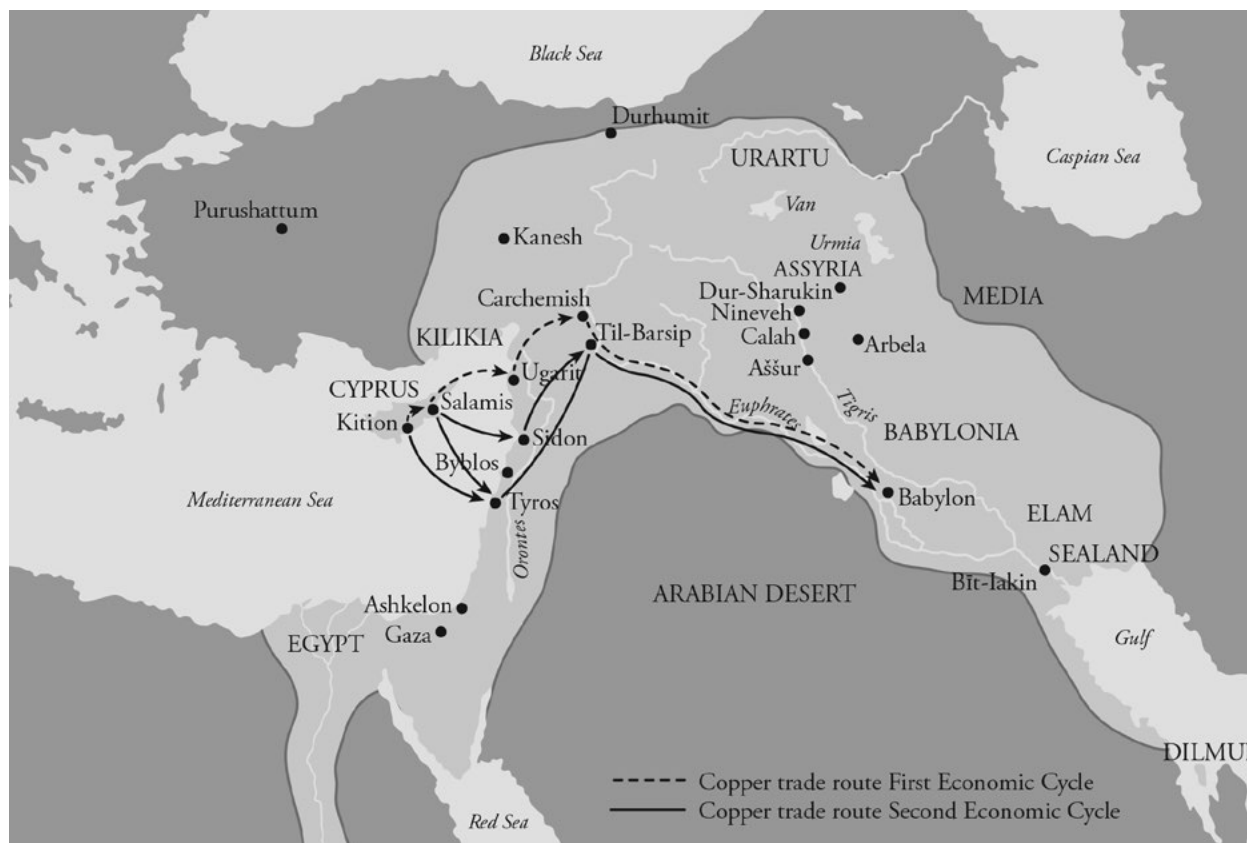 Black Sea
Durhumit
URARTU
Caspian Sea
Van
Purushattum
Kanesh
Urmia
ASSYRIA
Dur-Sharukin
MEDIA
Carchemish
Nineveh
KILIKIA
Til-Barsip
Calah
Arbela
Aššur
Ugarit
CYPRUS
Salamis
Kition
Euphrates
Tigris
BABYLONIA
Sidon
Byblos
Mediterranean Sea
Tyros
Babylon
Orontes
ELAM
SEALAND
Bīt-Iakin
ARABIAN DESERT
Ashkelon
Gaza
EGYPT
Gulf
DILMU
Copper trade route First Economic Cycle
Copper trade route Second Economic Cycle
Red Sea